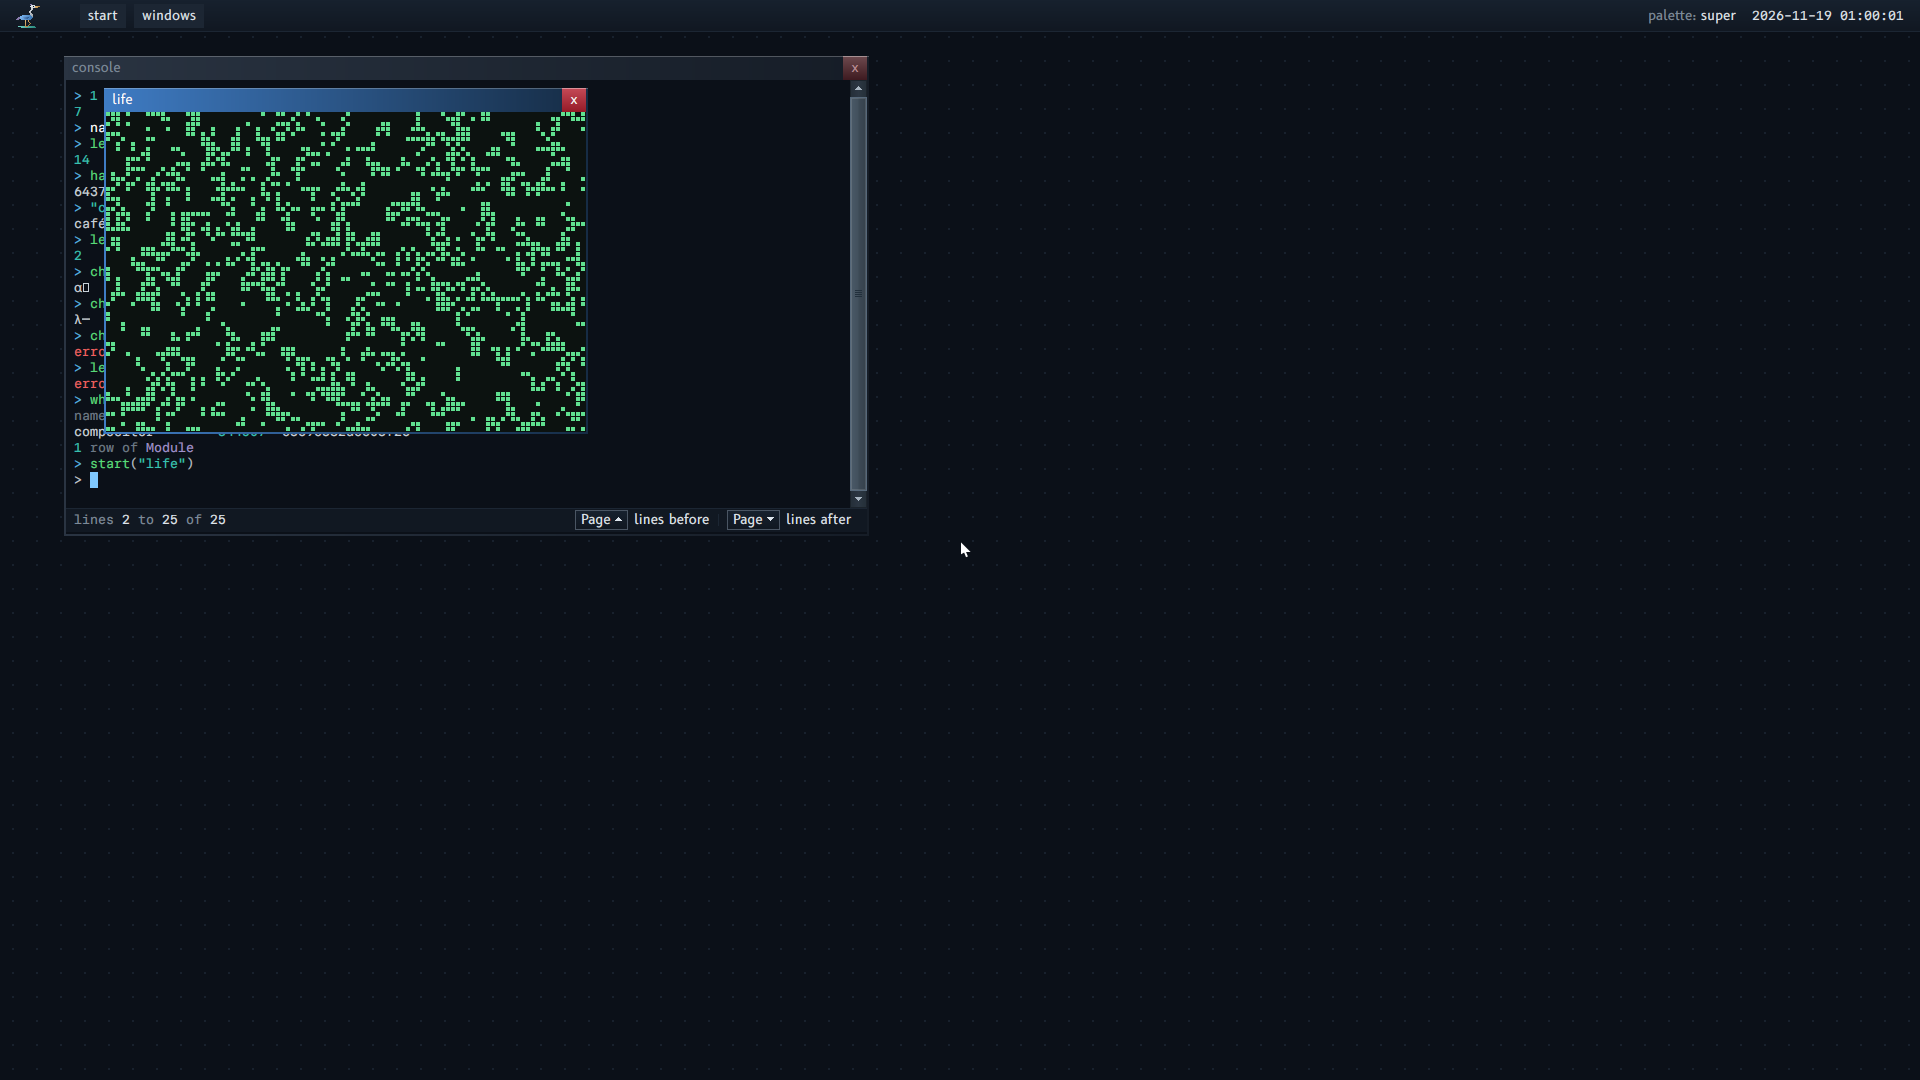 start windows palette: super 2026-11-19 01:00:01
console x
life x
> 1
7
> na
> le
14
> ha
6437
> "c
café
> le
2
> ch
α▯
> ch
λ—
> ch
erro
> le
erro
> wh
name
1 row of Module
> start("life")
>
lines 2 to 25 of 25 Page ▲ lines before Page ▼ lines after